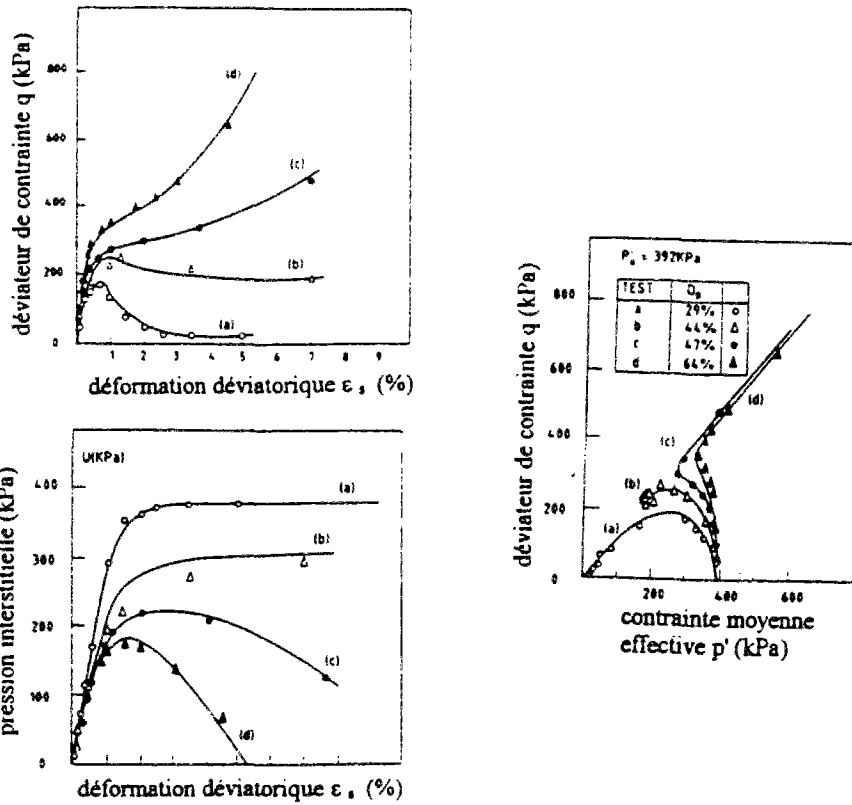 déviateur de contrainte q (kPa)
800
600
400
200
0
(d)
(c)
(b)
(a)
1 2 3 4 5 6 7 8 9
déformation déviatorique ε s (%)
pression interstitielle (kPa)
U(KPa)
400
300
200
100
0
(a)
(b)
(c)
(d)
déformation déviatorique ε s (%)
déviateur de contrainte q (kPa)
P'o = 392KPa
TEST
a 29% ○
b 44% △
c 47% ●
d 64% ▲
800
600
400
200
0
(d)
(c)
(b)
(a)
200 400 600
contrainte moyenne
effective p' (kPa)